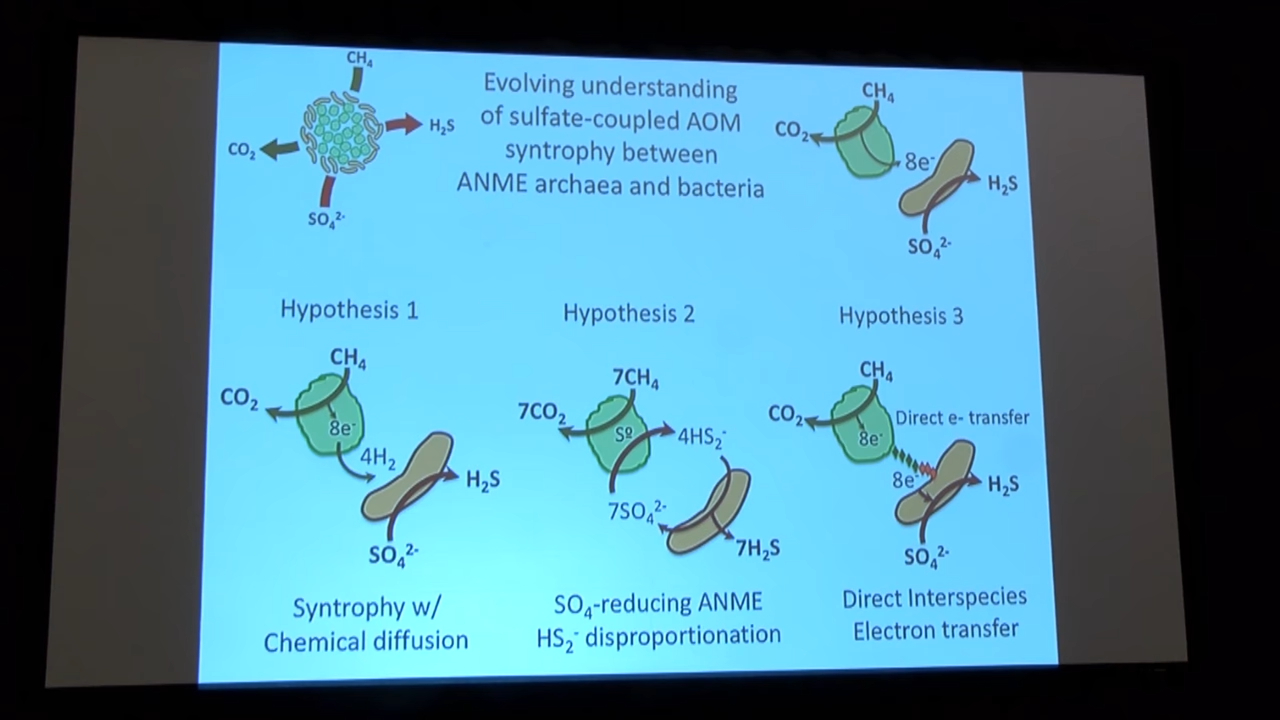 CH₄
CO₂
H₂S
SO₄²⁻
Evolving understanding
of sulfate-coupled AOM
syntrophy between
ANME archaea and bacteria
CH₄
CO₂
8e⁻
H₂S
SO₄²⁻
Hypothesis 1
CH₄
CO₂
8e⁻
4H₂
H₂S
SO₄²⁻
Syntrophy w/
Chemical diffusion
Hypothesis 2
7CH₄
7CO₂
Sº
4HS₂⁻
7SO₄²⁻
7H₂S
SO₄-reducing ANME
HS₂⁻ disproportionation
Hypothesis 3
CH₄
CO₂
Direct e- transfer
8e⁻
8e⁻
H₂S
SO₄²⁻
Direct Interspecies
Electron transfer